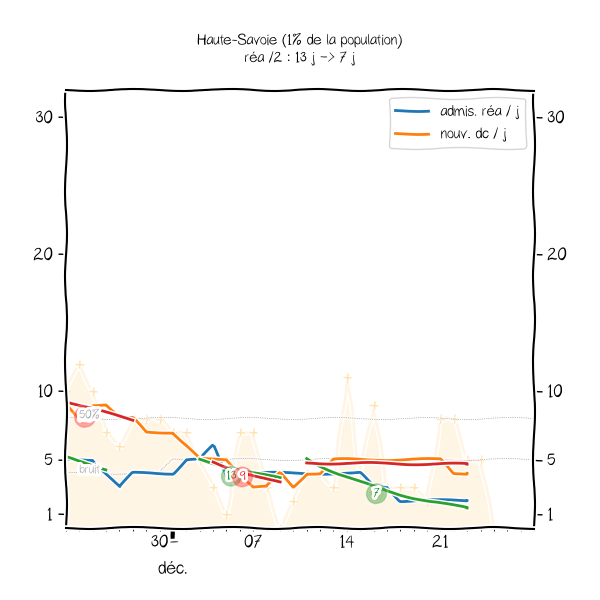 Haute-Savoie (1% de la population)
réa /2 : 13 j -> 7 j
admis. réa / j
nouv. dc / j
30 30
20 20
10 10
50%
5 5
bruit
13 9
7
1 1
30 07 14 21
déc.